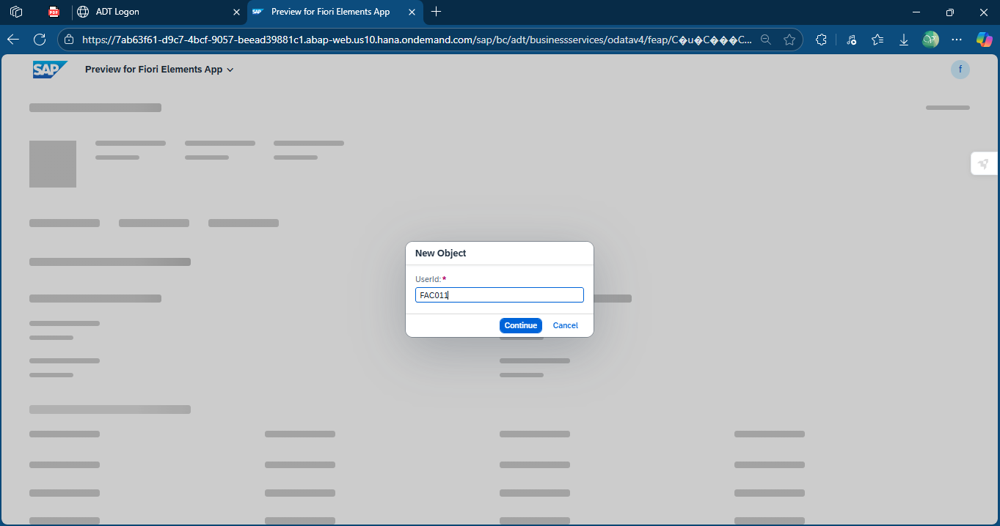 ADT Logon
Preview for Fiori Elements App
https://7ab63f61-d9c7-4bcf-9057-beead39881c1.abap-web.us10.hana.ondemand.com/sap/bc/adt/businessservices/odatav4/feap/C�u�C���C...
SAP
Preview for Fiori Elements App
f
New Object
UserId:*
FAC011
Continue
Cancel